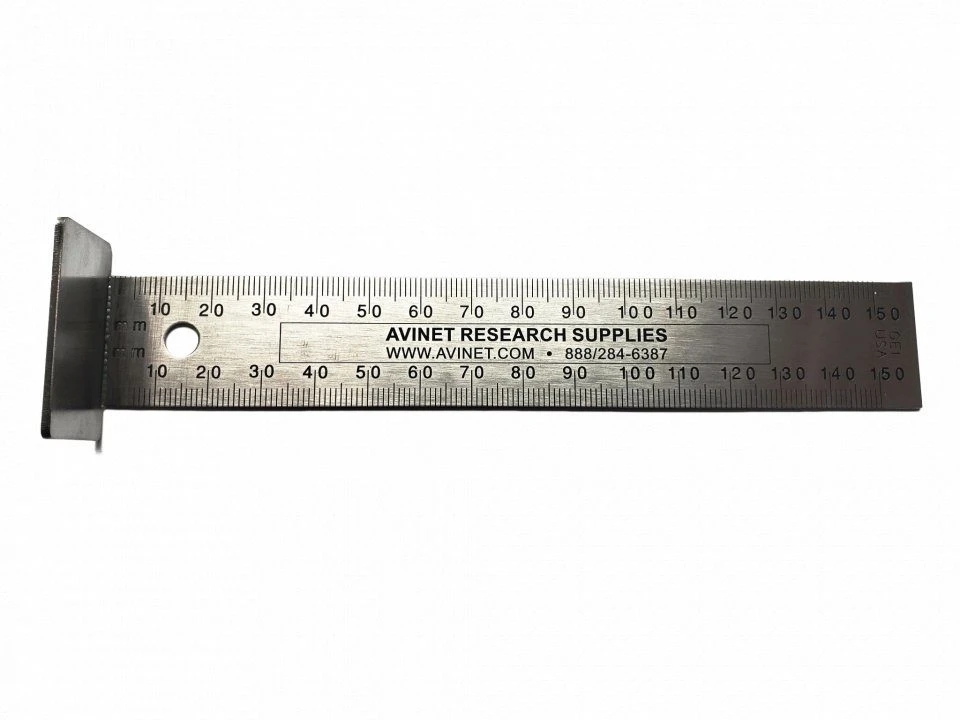 10 20 30 40 50 60 70 80 90 100 110 120 130 140 150
mm
AVINET RESEARCH SUPPLIES
WWW.AVINET.COM • 888/284-6387
mm
GEI
USA
10 20 30 40 50 60 70 80 90 100 110 120 130 140 150